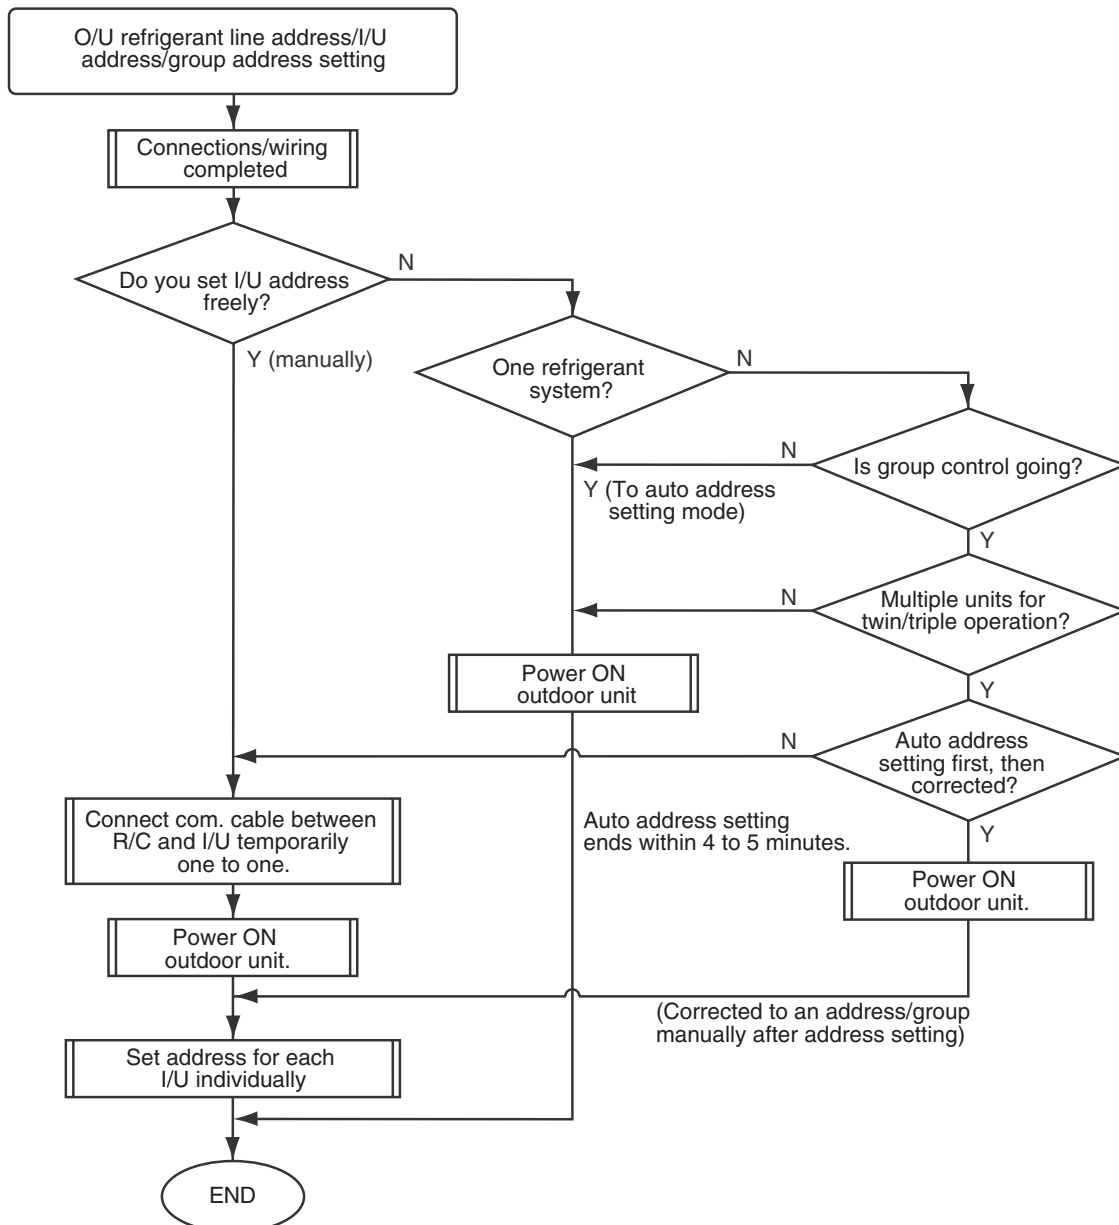 O/U refrigerant line address/I/U
address/group address setting
Connections/wiring
completed
Do you set I/U address
freely?
N
Y (manually)
One refrigerant
system?
N
Is group control going?
N
Y (To auto address
setting mode)
Y
Multiple units for
twin/triple operation?
N
Power ON
outdoor unit
Y
Auto address
setting first, then
corrected?
N
Connect com. cable between
R/C and I/U temporarily
one to one.
Auto address setting
ends within 4 to 5 minutes.
Y
Power ON
outdoor unit.
Power ON
outdoor unit.
(Corrected to an address/group
manually after address setting)
Set address for each
I/U individually
END